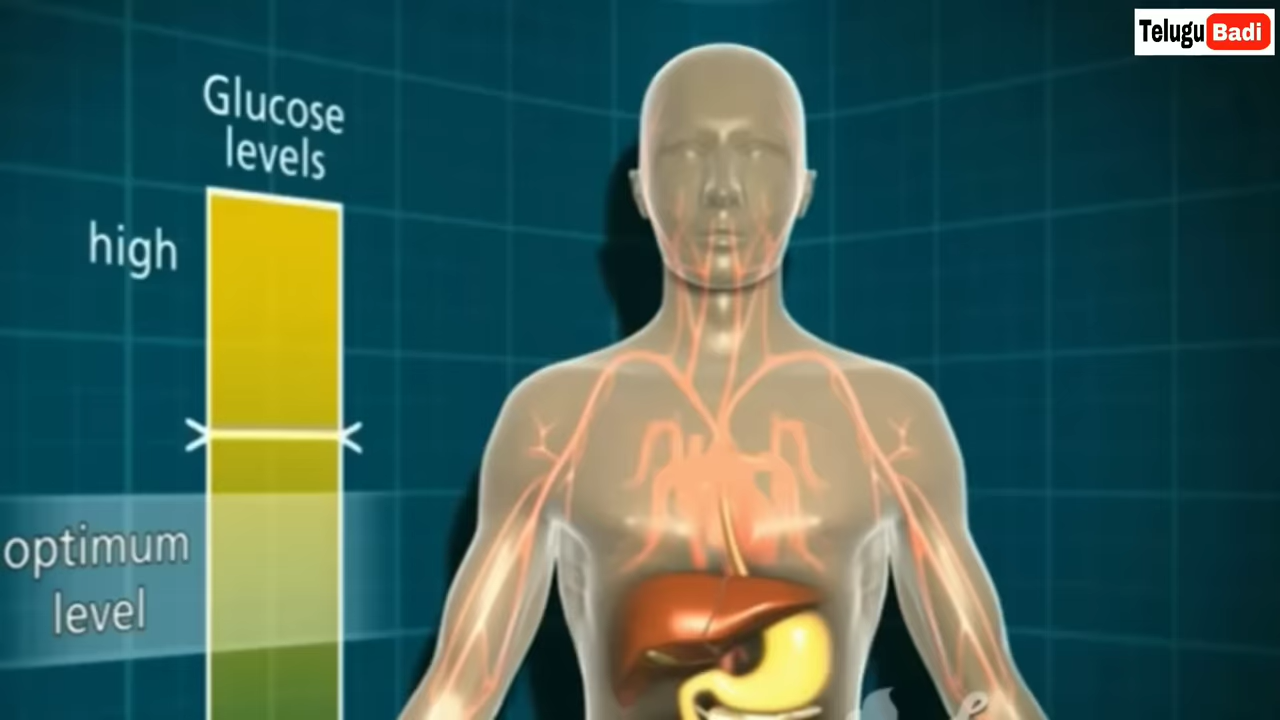 Telugu Badi
Glucose
levels
high
optimum
level